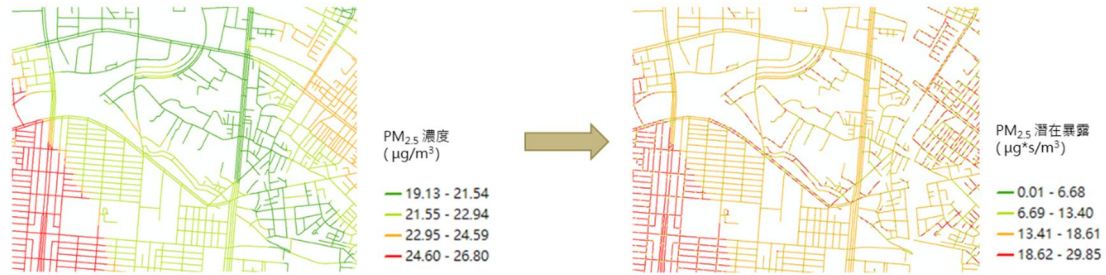 PM2.5 濃度
( μg/m3)
19.13 - 21.54
21.55 - 22.94
22.95 - 24.59
24.60 - 26.80
PM2.5 潛在暴露
( μg*s/m3)
0.01 - 6.68
6.69 - 13.40
13.41 - 18.61
18.62 - 29.85